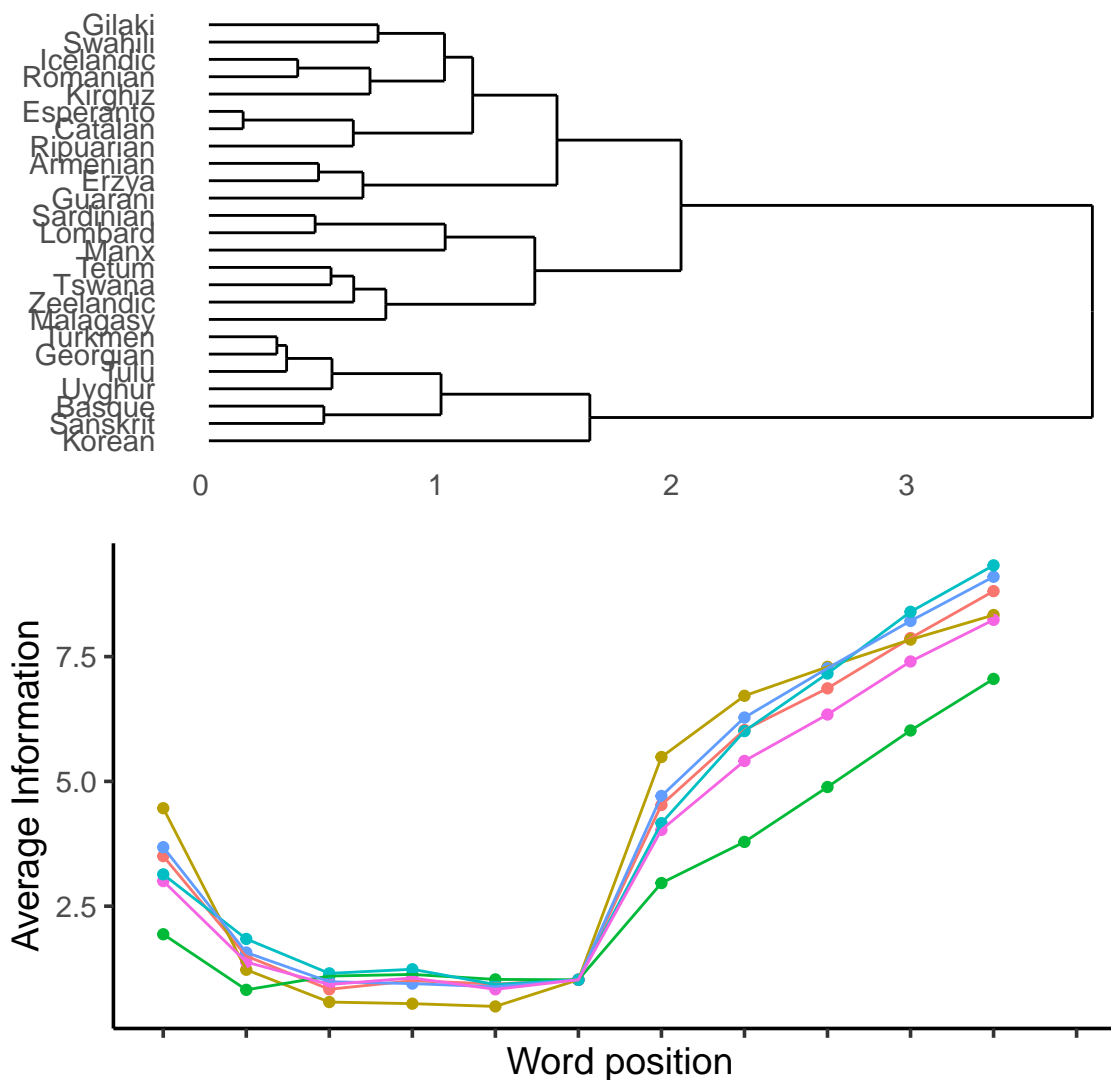 Gilaki
Swahili
Icelandic
Romanian
Kirghiz
Esperanto
Catalan
Ripuarian
Armenian
Erzya
Guarani
Sardinian
Lombard
Manx
Tetum
Tswana
Zeelandic
Malagasy
Turkmen
Georgian
Tulu
Uyghur
Basque
Sanskrit
Korean
0 1 2 3
Average Information
7.5
5.0
2.5
Word position